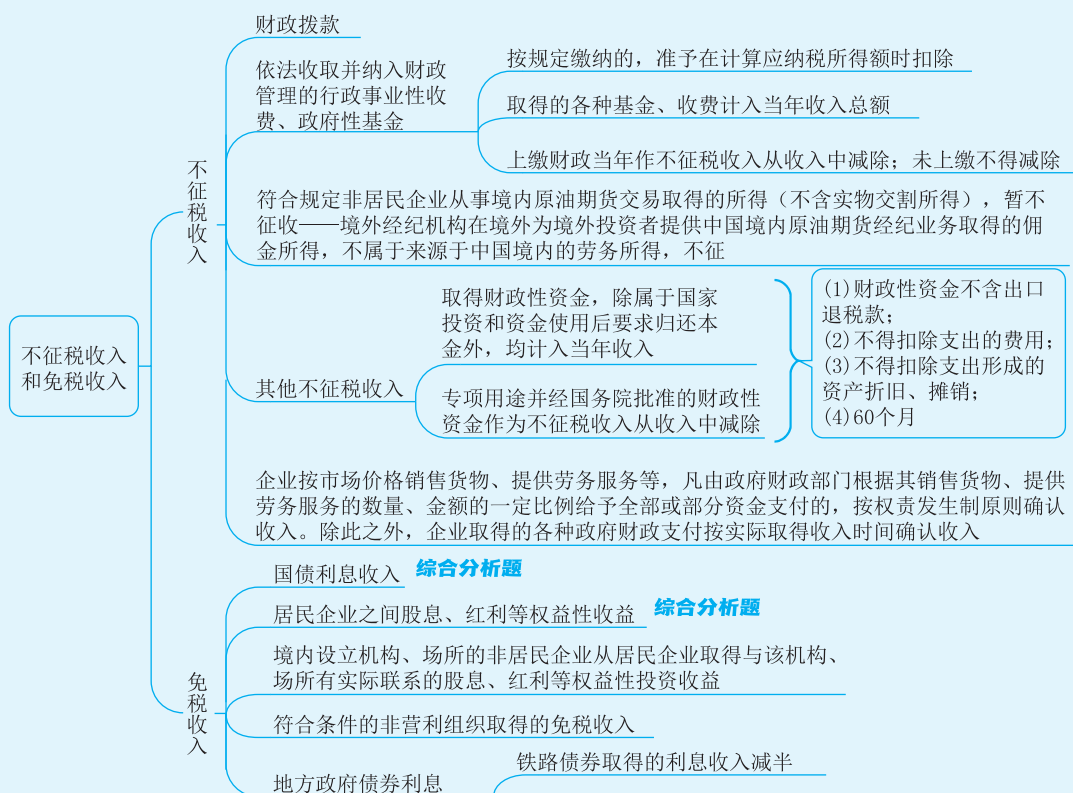 不征税收入
和免税收入
不征税收入
财政拨款
依法收取并纳入财政
管理的行政事业性收
费、政府性基金
按规定缴纳的，准予在计算应纳税所得额时扣除
取得的各种基金、收费计入当年收入总额
上缴财政当年作不征税收入从收入中减除；未上缴不得减除
符合规定非居民企业从事境内原油期货交易取得的所得（不含实物交割所得），暂不
征收——境外经纪机构在境外为境外投资者提供中国境内原油期货经纪业务取得的佣
金所得，不属于来源于中国境内的劳务所得，不征
其他不征税收入
取得财政性资金，除属于国家
投资和资金使用后要求归还本
金外，均计入当年收入
专项用途并经国务院批准的财政性
资金作为不征税收入从收入中减除
(1)财政性资金不含出口
退税款；
(2)不得扣除支出的费用；
(3)不得扣除支出形成的
资产折旧、摊销；
(4)60个月
企业按市场价格销售货物、提供劳务服务等，凡由政府财政部门根据其销售货物、提供
劳务服务的数量、金额的一定比例给予全部或部分资金支付的，按权责发生制原则确认
收入。除此之外，企业取得的各种政府财政支付按实际取得收入时间确认收入
免税收入
国债利息收入 综合分析题
居民企业之间股息、红利等权益性收益 综合分析题
境内设立机构、场所的非居民企业从居民企业取得与该机构、
场所有实际联系的股息、红利等权益性投资收益
符合条件的非营利组织取得的免税收入
地方政府债券利息
铁路债券取得的利息收入减半